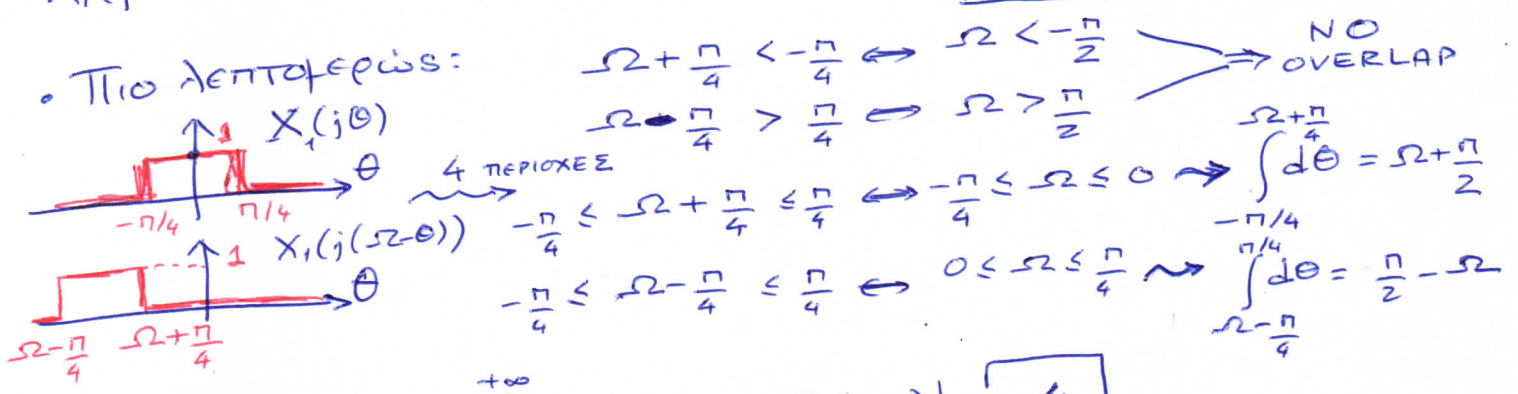 • Πιο λεπτομερώς:
Ω + π/4 < -π/4 ⇔ Ω < -π/2
Ω - π/4 > π/4 ⇔ Ω > π/2
⇒ NO OVERLAP
X₁(jθ)
1
θ
-π/4 π/4
4 ΠΕΡΙΟΧΕΣ
-π/4 ≤ Ω + π/4 ≤ π/4 ⇔ -π/4 ≤ Ω ≤ 0 ⇝ ∫_{-π/4}^{Ω+π/4} dθ = Ω + π/2
X₁(j(Ω-θ))
1
θ
Ω-π/4 Ω+π/4
-π/4 ≤ Ω - π/4 ≤ π/4 ⇔ 0 ≤ Ω ≤ π/4 ⇝ ∫_{Ω-π/4}^{π/4} dθ = π/2 - Ω
+∞